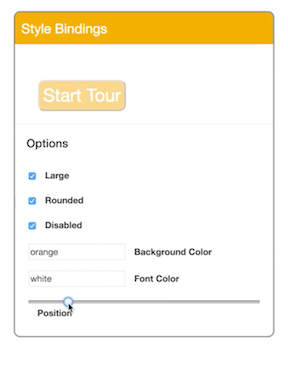 Style Bindings
Start Tour
Options
Large
Rounded
Disabled
orange Background Color
white Font Color
Position